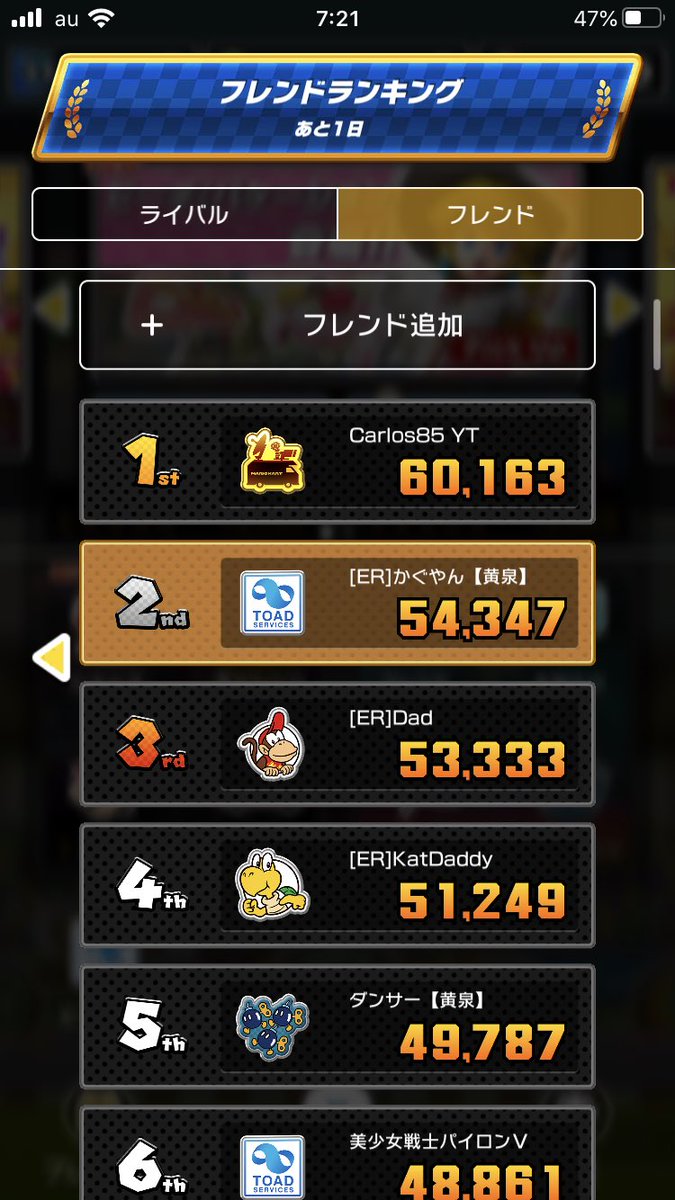 au 7:21 47%
フレンドランキング
あと1日
ライバル フレンド
+ フレンド追加
1st MARIO KART Carlos85 YT
60,163
2nd TOAD SERVICES [ER]かぐやん【黄泉】
54,347
3rd [ER]Dad
53,333
4th [ER]KatDaddy
51,249
5th ダンサー【黄泉】
49,787
6th TOAD SERVICES 美少女戦士パイロンV
48,861